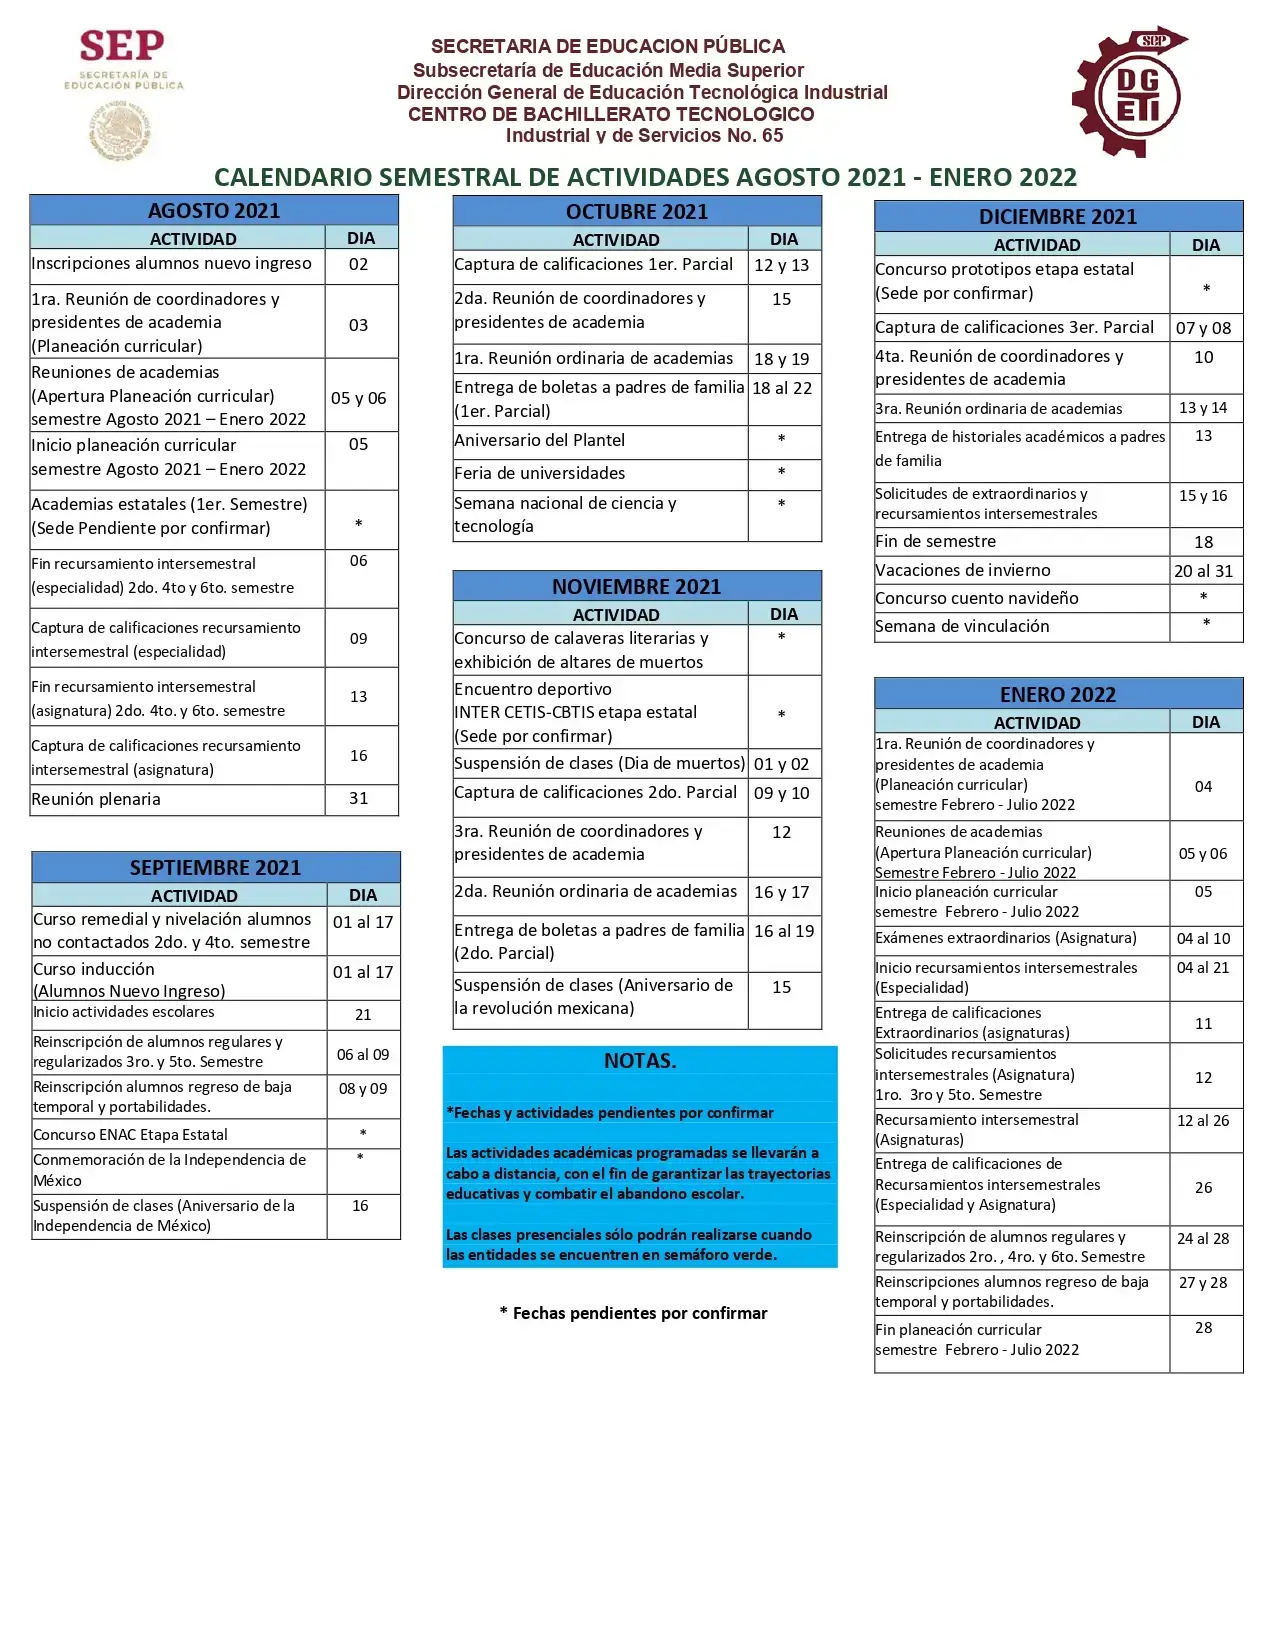 SEP
SECRETARÍA DE
EDUCACIÓN PÚBLICA
SECRETARIA DE EDUCACION PÚBLICA
Subsecretaría de Educación Media Superior
Dirección General de Educación Tecnológica Industrial
CENTRO DE BACHILLERATO TECNOLOGICO
Industrial y de Servicios No. 65
SEP
DG
ETI
CALENDARIO SEMESTRAL DE ACTIVIDADES AGOSTO 2021 - ENERO 2022
AGOSTO 2021
ACTIVIDAD DIA
Inscripciones alumnos nuevo ingreso 02
1ra. Reunión de coordinadores y
presidentes de academia
(Planeación curricular)
03
Reuniones de academias
(Apertura Planeación curricular)
semestre Agosto 2021 – Enero 2022
05 y 06
Inicio planeación curricular 05
semestre Agosto 2021 – Enero 2022
Academias estatales (1er. Semestre)
(Sede Pendiente por confirmar) *
Fin recursamiento intersemestral 06
(especialidad) 2do. 4to y 6to. semestre
Captura de calificaciones recursamiento
intersemestral (especialidad)
09
Fin recursamiento intersemestral
(asignatura) 2do. 4to. y 6to. semestre
13
Captura de calificaciones recursamiento
intersemestral (asignatura)
16
Reunión plenaria 31
SEPTIEMBRE 2021
ACTIVIDAD DIA
Curso remedial y nivelación alumnos 01 al 17
no contactados 2do. y 4to. semestre
Curso inducción 01 al 17
(Alumnos Nuevo Ingreso)
Inicio actividades escolares 21
Reinscripción de alumnos regulares y
regularizados 3ro. y 5to. Semestre
06 al 09
Reinscripción alumnos regreso de baja 08 y 09
temporal y portabilidades.
Concurso ENAC Etapa Estatal *
Conmemoración de la Independencia de *
México
Suspensión de clases (Aniversario de la 16
Independencia de México)
OCTUBRE 2021
ACTIVIDAD DIA
Captura de calificaciones 1er. Parcial 12 y 13
2da. Reunión de coordinadores y 15
presidentes de academia
1ra. Reunión ordinaria de academias 18 y 19
Entrega de boletas a padres de familia 18 al 22
(1er. Parcial)
Aniversario del Plantel *
Feria de universidades *
Semana nacional de ciencia y *
tecnología
NOVIEMBRE 2021
ACTIVIDAD DIA
Concurso de calaveras literarias y *
exhibición de altares de muertos
Encuentro deportivo
INTER CETIS-CBTIS etapa estatal *
(Sede por confirmar)
Suspensión de clases (Dia de muertos) 01 y 02
Captura de calificaciones 2do. Parcial 09 y 10
3ra. Reunión de coordinadores y 12
presidentes de academia
2da. Reunión ordinaria de academias 16 y 17
Entrega de boletas a padres de familia 16 al 19
(2do. Parcial)
Suspensión de clases (Aniversario de 15
la revolución mexicana)
NOTAS.
*Fechas y actividades pendientes por confirmar
Las actividades académicas programadas se llevarán a
cabo a distancia, con el fin de garantizar las trayectorias
educativas y combatir el abandono escolar.
Las clases presenciales sólo podrán realizarse cuando
las entidades se encuentren en semáforo verde.
* Fechas pendientes por confirmar
DICIEMBRE 2021
ACTIVIDAD DIA
Concurso prototipos etapa estatal
(Sede por confirmar) *
Captura de calificaciones 3er. Parcial 07 y 08
4ta. Reunión de coordinadores y 10
presidentes de academia
3ra. Reunión ordinaria de academias 13 y 14
Entrega de historiales académicos a padres 13
de familia
Solicitudes de extraordinarios y 15 y 16
recursamientos intersemestrales
Fin de semestre 18
Vacaciones de invierno 20 al 31
Concurso cuento navideño *
Semana de vinculación *
ENERO 2022
ACTIVIDAD DIA
1ra. Reunión de coordinadores y
presidentes de academia
(Planeación curricular) 04
semestre Febrero - Julio 2022
Reuniones de academias
(Apertura Planeación curricular) 05 y 06
Semestre Febrero - Julio 2022
Inicio planeación curricular 05
semestre Febrero - Julio 2022
Exámenes extraordinarios (Asignatura) 04 al 10
Inicio recursamientos intersemestrales 04 al 21
(Especialidad)
Entrega de calificaciones
Extraordinarios (asignaturas)
11
Solicitudes recursamientos
intersemestrales (Asignatura) 12
1ro. 3ro y 5to. Semestre
Recursamiento intersemestral 12 al 26
(Asignaturas)
Entrega de calificaciones de
Recursamientos intersemestrales 26
(Especialidad y Asignatura)
Reinscripción de alumnos regulares y 24 al 28
regularizados 2ro. , 4ro. y 6to. Semestre
Reinscripciones alumnos regreso de baja 27 y 28
temporal y portabilidades.
Fin planeación curricular 28
semestre Febrero - Julio 2022